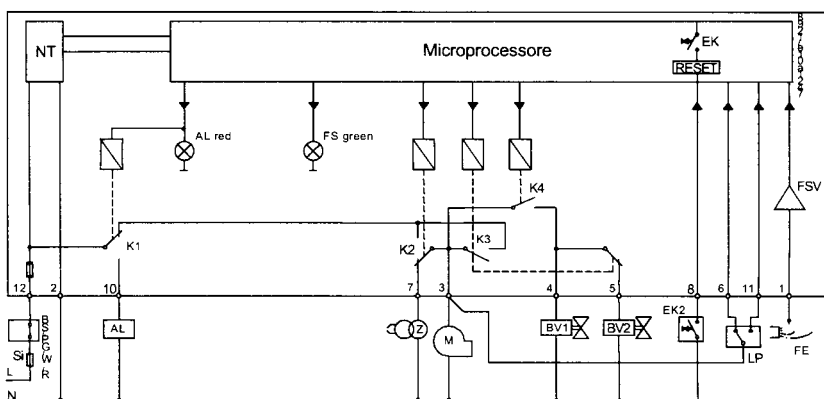 NT
Microprocessore
EK
RESET
AL red
FS green
FSV
K4
K1
K2
K3
12
2
10
7
3
4
5
8
6
11
1
AL
Z
M
BV1
BV2
EK2
LP
FE
Si
L
N